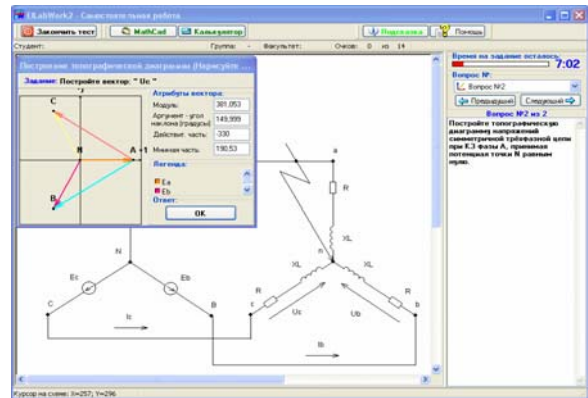 EKabWork2 - Самостоятельная работа
Закончить тест
MathCad
Калькулятор
Подсказка
Помощь
Студент:
Группа: -
Факультет:
Очков: 0 из 14
Построение топографической диаграммы (Нарисуйте ...
Задание: Постройте вектор: " Uc "
Атрибуты вектора:
Модуль: 381,053
Аргумент - угол наклона (градусы) 149,999
Действит. часть: -330
Мнимая часть: 190,53
Легенда:
Ea
Eb
Ответ:
OK
C
+j
N
A
+1
B
a
R
XL
n
N
Ec
Eb
XL
XL
R
R
C
B
c
b
Uc
Ub
Ic
Ib
Время на задание осталось:
7:02
Вопрос №:
Вопрос №2
Предыдущий
Следующий
Вопрос №2 из 2
Постройте топографическую
диаграмму напряжений
симметричной трёхфазной цепи
при КЗ фазы А, принимая
потенциал точки N равным
нулю.
Курсор на схеме: X=257; Y=296